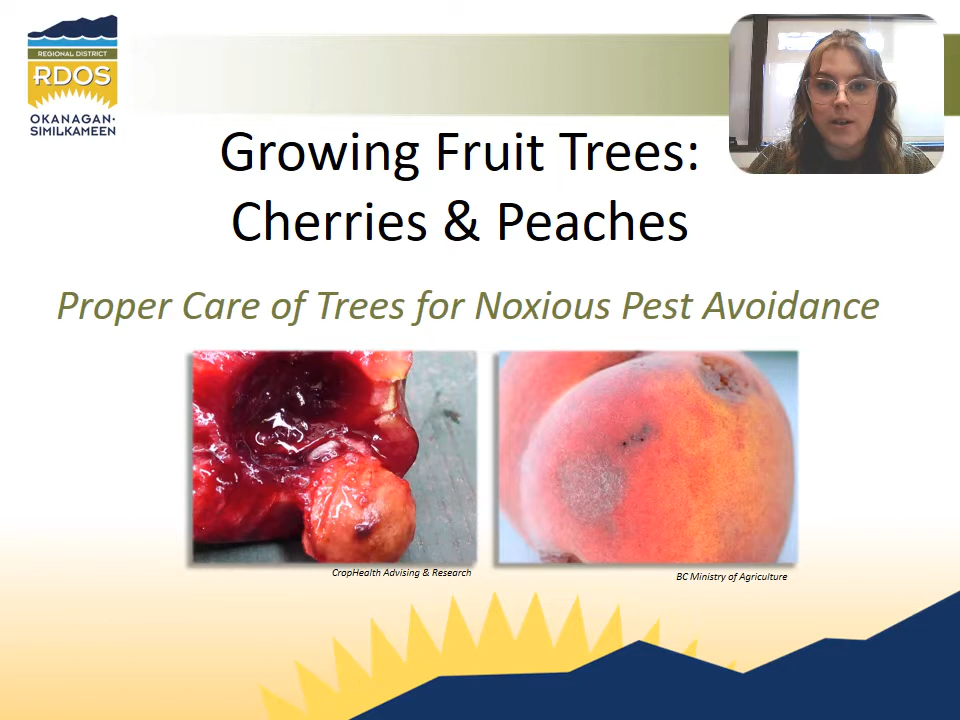 REGIONAL DISTRICT
RDOS
OKANAGAN·
SIMILKAMEEN
Growing Fruit Trees:
Cherries & Peaches
Proper Care of Trees for Noxious Pest Avoidance
CropHealth Advising & Research
BC Ministry of Agriculture